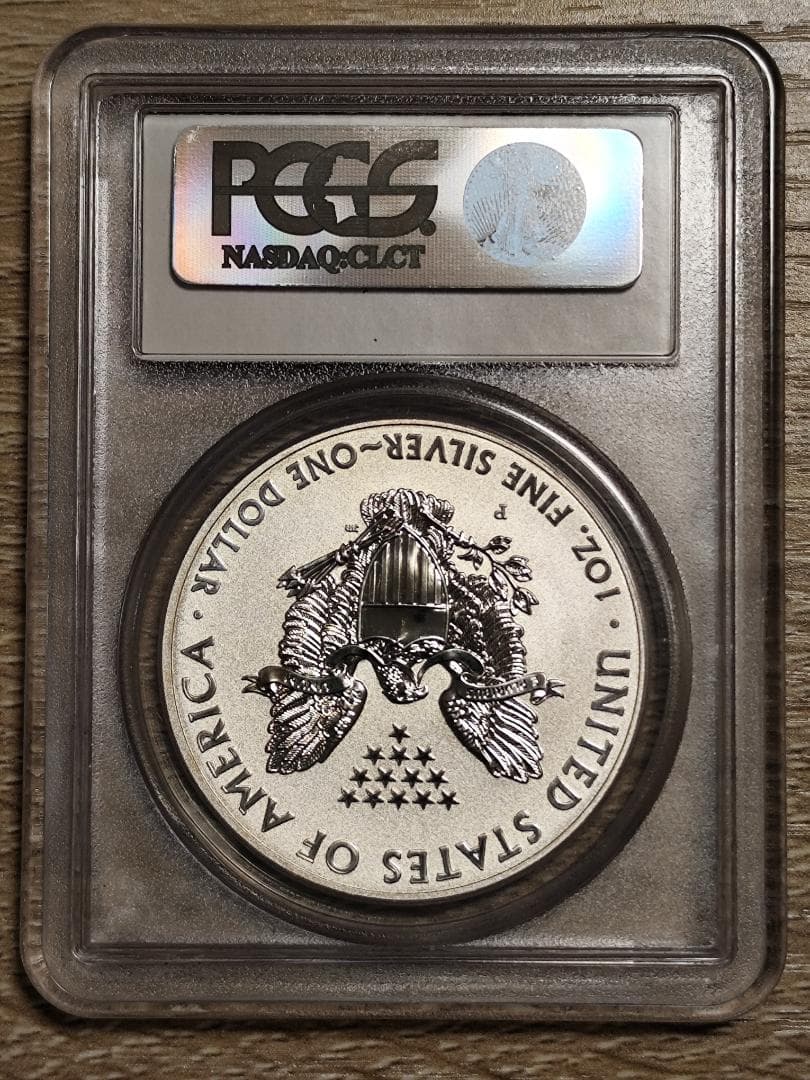 PCGS
NASDAQ:CLCT
UNITED STATES OF AMERICA
1 OZ. FINE SILVER~ONE DOLLAR
P